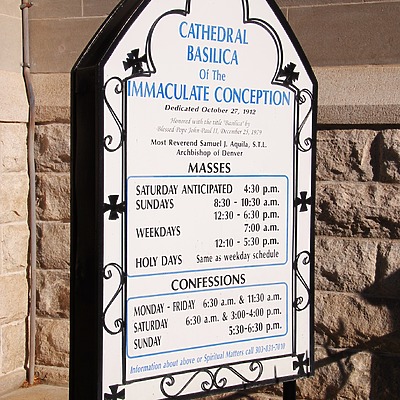 CATHEDRAL
BASILICA
Of The
IMMACULATE CONCEPTION
Dedicated October 27, 1912
Honored with the title 'Basilica' by
Blessed Pope John-Paul II, December 25, 1979
Most Reverend Samuel J. Aquila, S.T.L.
Archbishop of Denver
MASSES
SATURDAY ANTICIPATED 4:30 p.m.
SUNDAYS 8:30 - 10:30 a.m.
12:30 - 6:30 p.m.
WEEKDAYS 7:00 a.m.
12:10 - 5:30 p.m.
HOLY DAYS Same as weekday schedule
CONFESSIONS
MONDAY - FRIDAY 6:30 a.m. & 11:30 a.m.
SATURDAY 6:30 a.m. & 3:00-4:00 p.m.
SUNDAY 5:30-6:30 p.m.
Information about above or Spiritual Matters call 303-831-7010